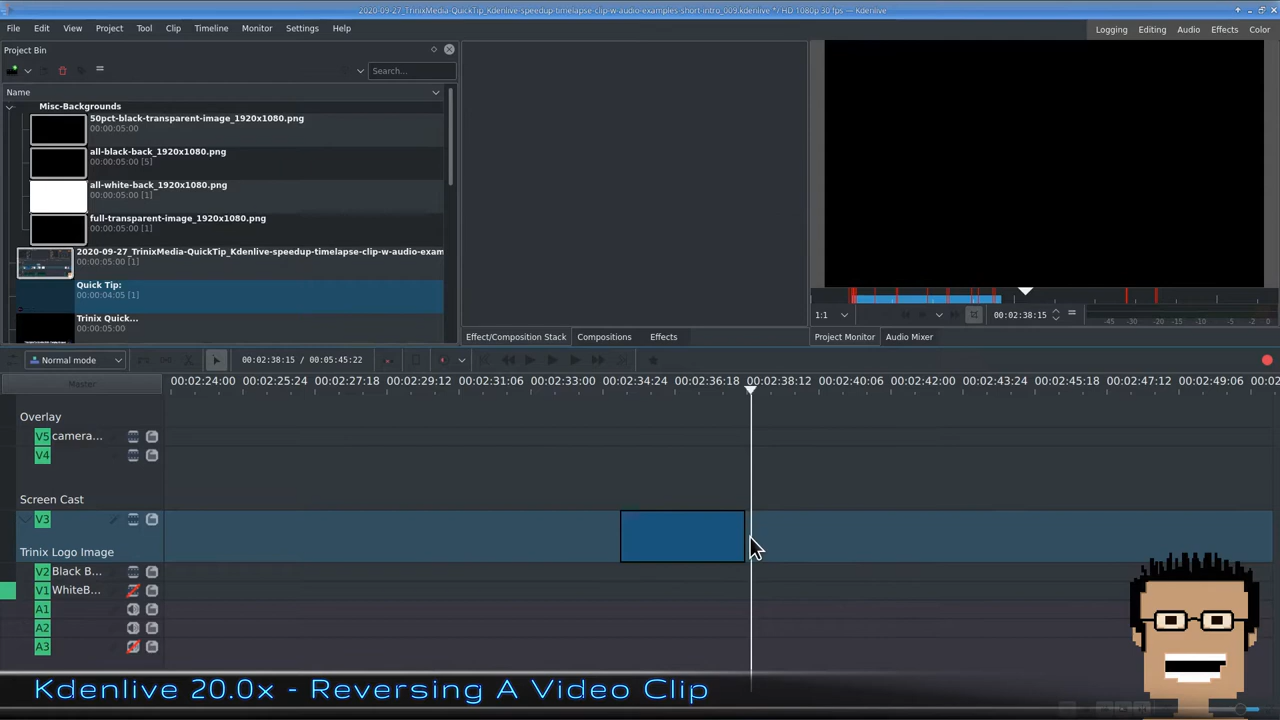 2020-09-27_TrinixMedia-QuickTip_Kdenlive-speedup-timelapse-clip-w-audio-examples-short-intro_009.kdenlive */ HD 1080p 30 fps — Kdenlive
File Edit View Project Tool Clip Timeline Monitor Settings Help
Logging Editing Audio Effects Color
Project Bin
Search...
Name
Misc-Backgrounds
50pct-black-transparent-image_1920x1080.png
00:00:05:00
all-black-back_1920x1080.png
00:00:05:00 [5]
all-white-back_1920x1080.png
00:00:05:00 [1]
full-transparent-image_1920x1080.png
00:00:05:00 [1]
2020-09-27_TrinixMedia-QuickTip_Kdenlive-speedup-timelapse-clip-w-audio-exam
00:00:05:00 [1]
Quick Tip:
00:00:04:05 [1]
Trinix Quick...
00:00:05:00
1:1
00:02:38:15
-45 -30 -20 -15 -10 -5 -2 0
Effect/Composition Stack Compositions Effects
Project Monitor Audio Mixer
Normal mode
00:02:38:15 / 00:05:45:22
Master
00:02:24:00 00:02:25:24 00:02:27:18 00:02:29:12 00:02:31:06 00:02:33:00 00:02:34:24 00:02:36:18 00:02:38:12 00:02:40:06 00:02:42:00 00:02:43:24 00:02:45:18 00:02:47:12 00:02:49:06 00:02:
Overlay
V5 camera...
V4
Screen Cast
V3
Trinix Logo Image
V2 Black B...
V1 WhiteB...
A1
A2
A3
Kdenlive 20.0x - Reversing A Video Clip